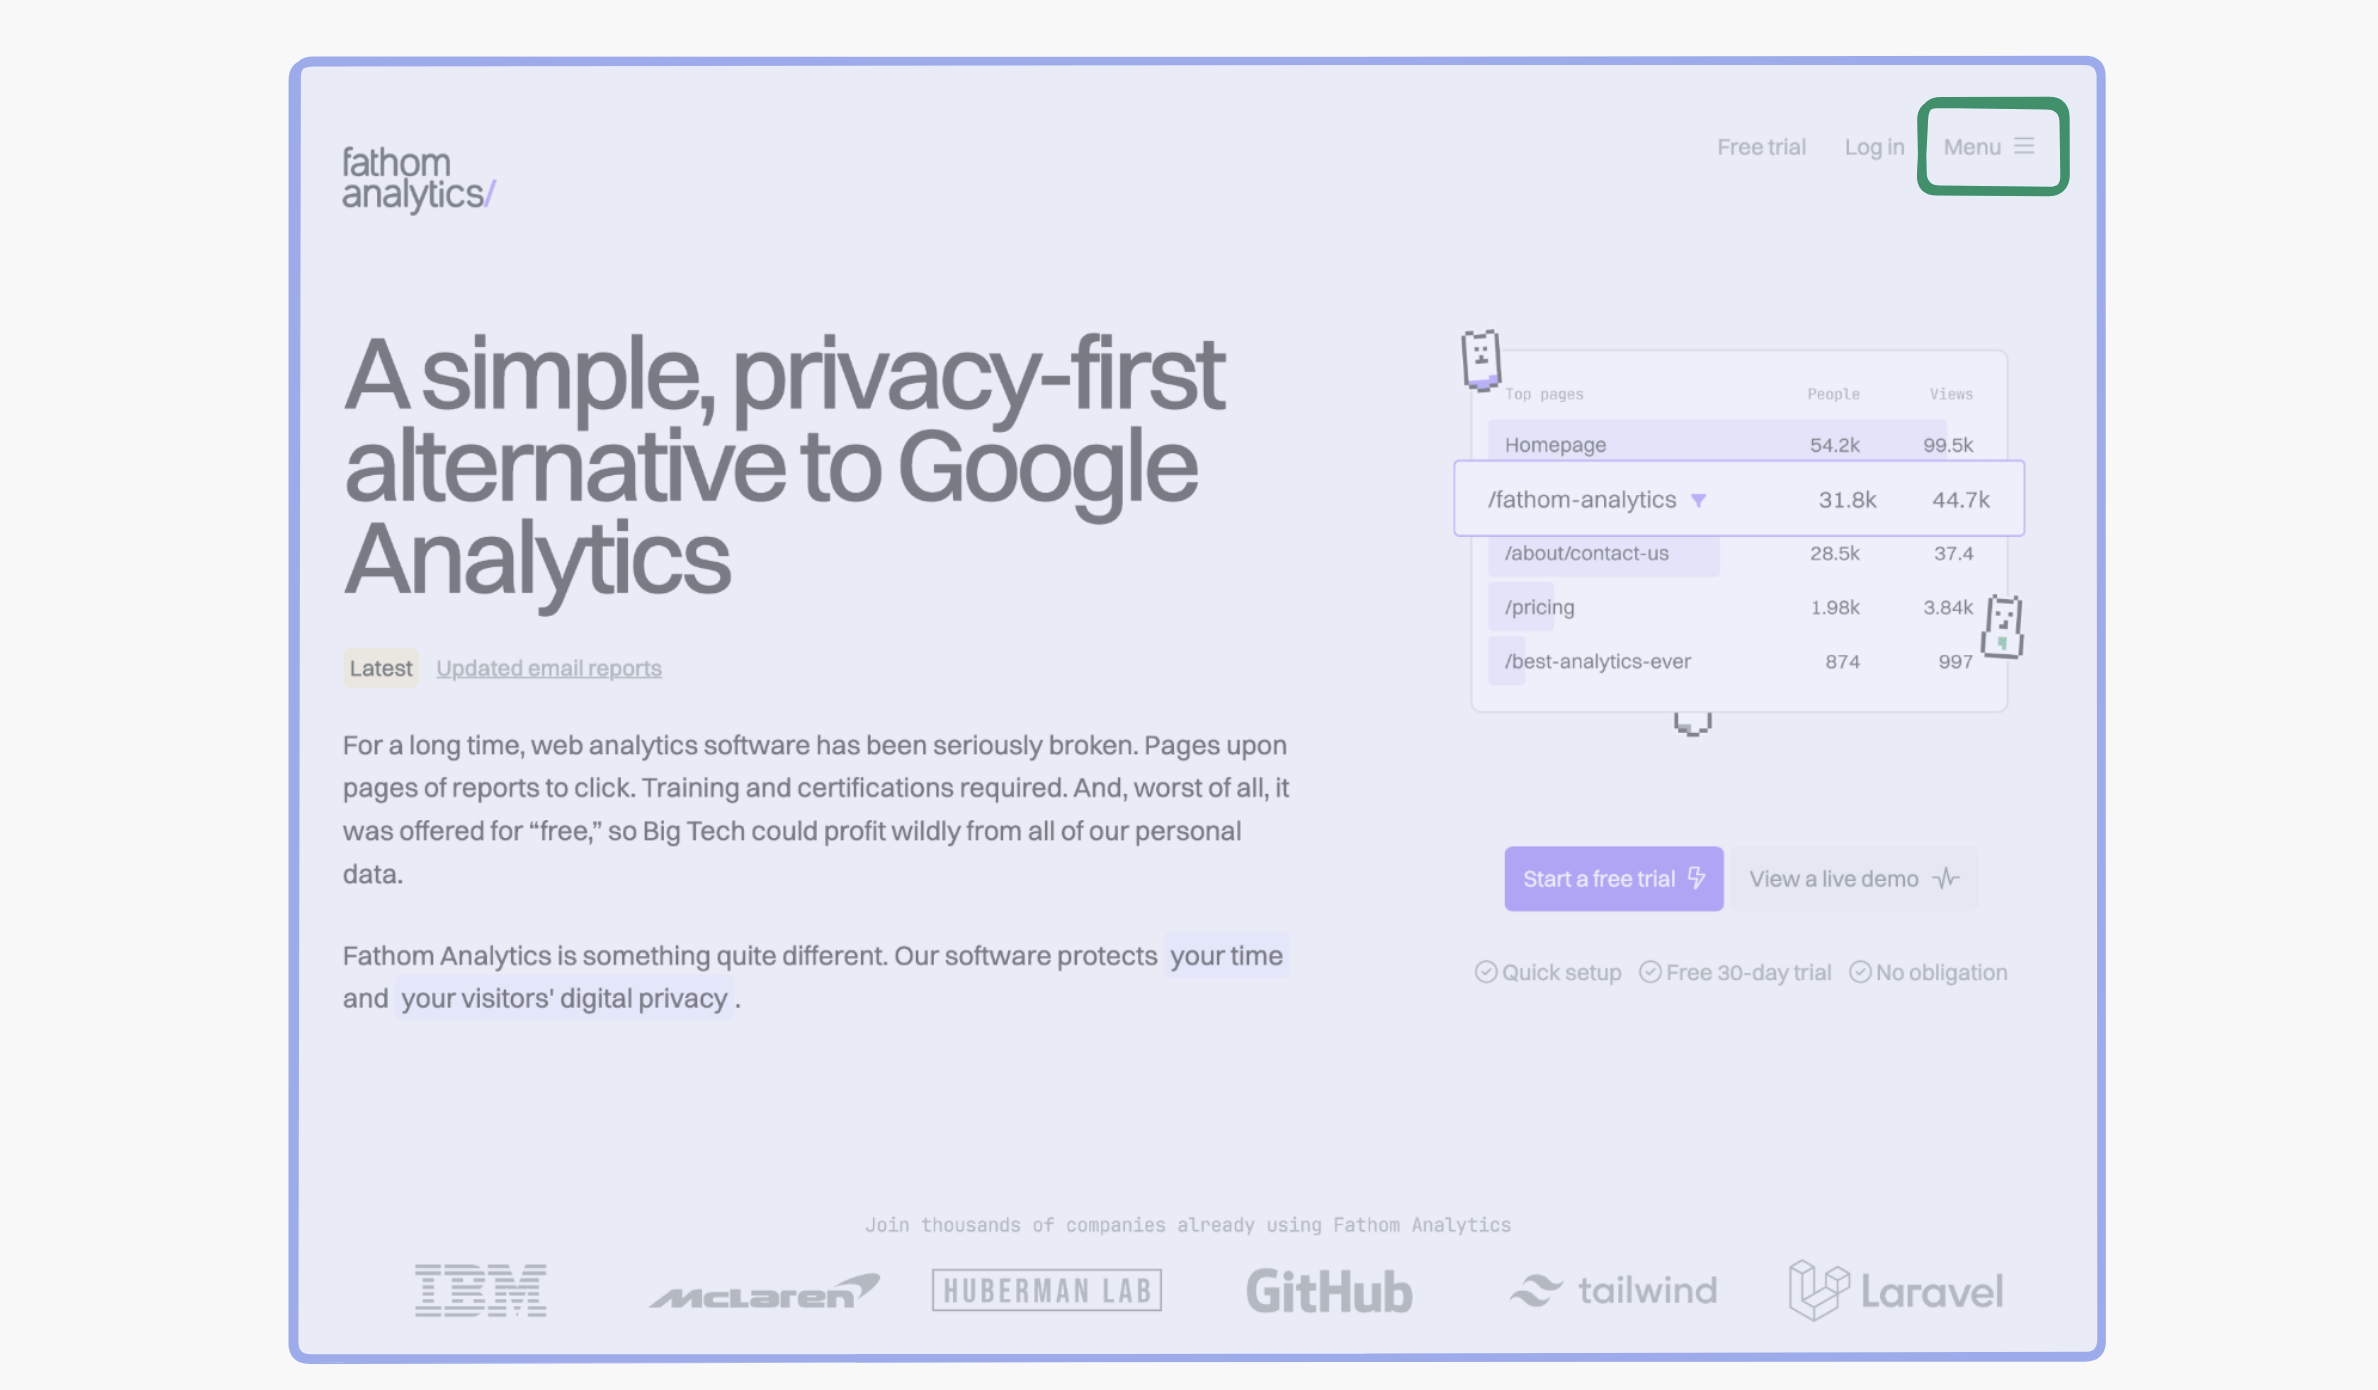 fathom
analytics/
Free trial
Log in
Menu
A simple, privacy-first
alternative to Google
Analytics
Latest
Updated email reports
For a long time, web analytics software has been seriously broken. Pages upon
pages of reports to click. Training and certifications required. And, worst of all, it
was offered for “free,” so Big Tech could profit wildly from all of our personal
data.
Fathom Analytics is something quite different. Our software protects your time
and your visitors' digital privacy .
Top pages People Views
Homepage 54.2k 99.5k
/fathom-analytics 31.8k 44.7k
/about/contact-us 28.5k 37.4
/pricing 1.98k 3.84k
/best-analytics-ever 874 997
Start a free trial
View a live demo
Quick setup
Free 30-day trial
No obligation
Join thousands of companies already using Fathom Analytics
IBM
McLaren
HUBERMAN LAB
GitHub
tailwind
Laravel